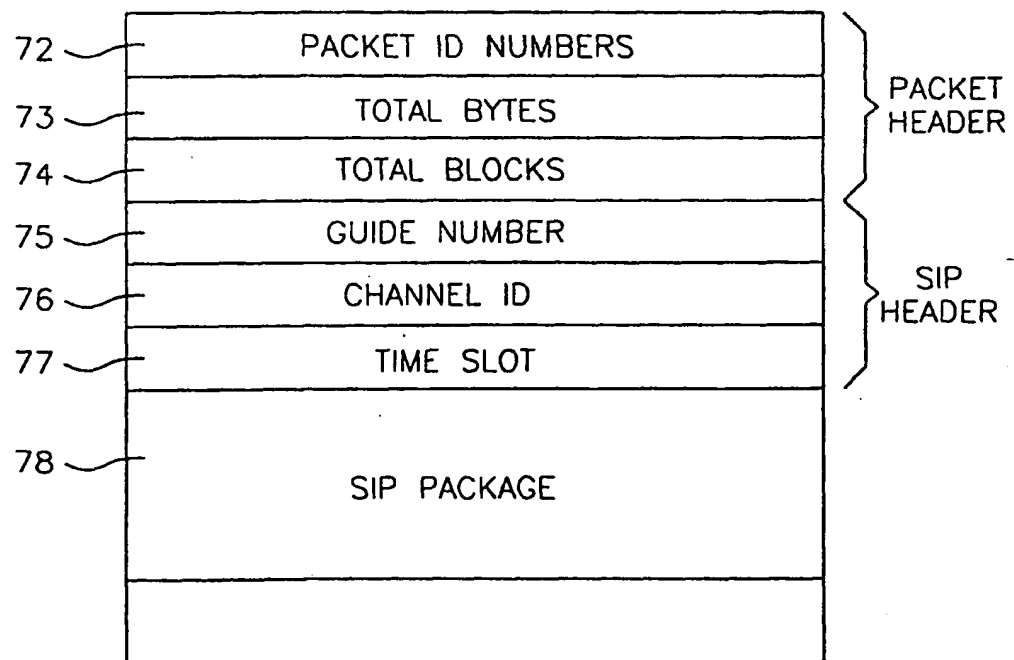 72 PACKET ID NUMBERS
73 TOTAL BYTES
74 TOTAL BLOCKS
PACKET
HEADER
75 GUIDE NUMBER
76 CHANNEL ID
77 TIME SLOT
SIP
HEADER
78 SIP PACKAGE